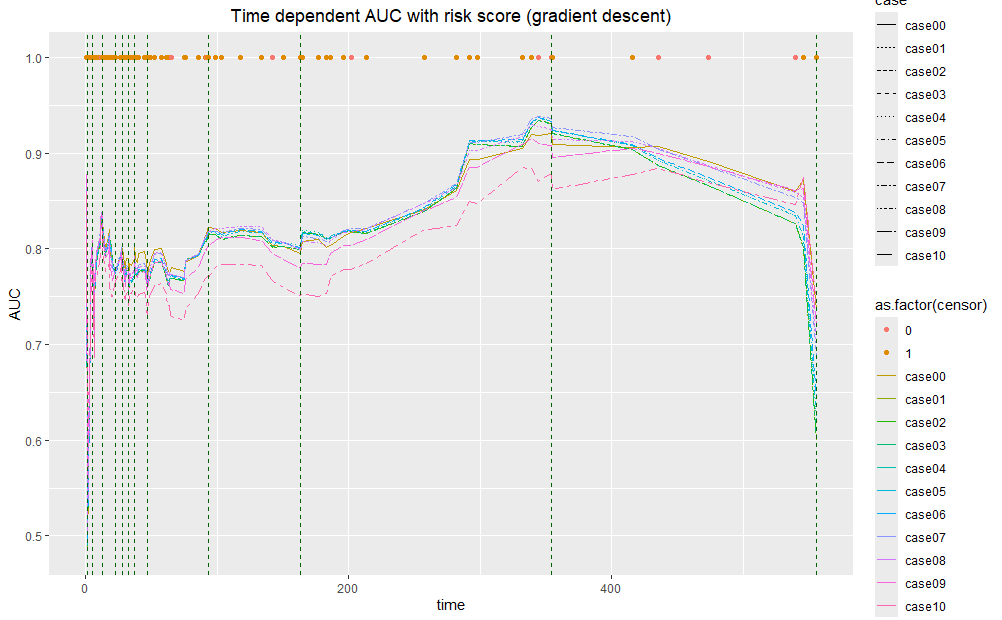 Time dependent AUC with risk score (gradient descent)
1.0
0.9
0.8
0.7
0.6
0.5
AUC
0
200
400
time
case
case00
case01
case02
case03
case04
case05
case06
case07
case08
case09
case10
as.factor(censor)
0
1
case00
case01
case02
case03
case04
case05
case06
case07
case08
case09
case10